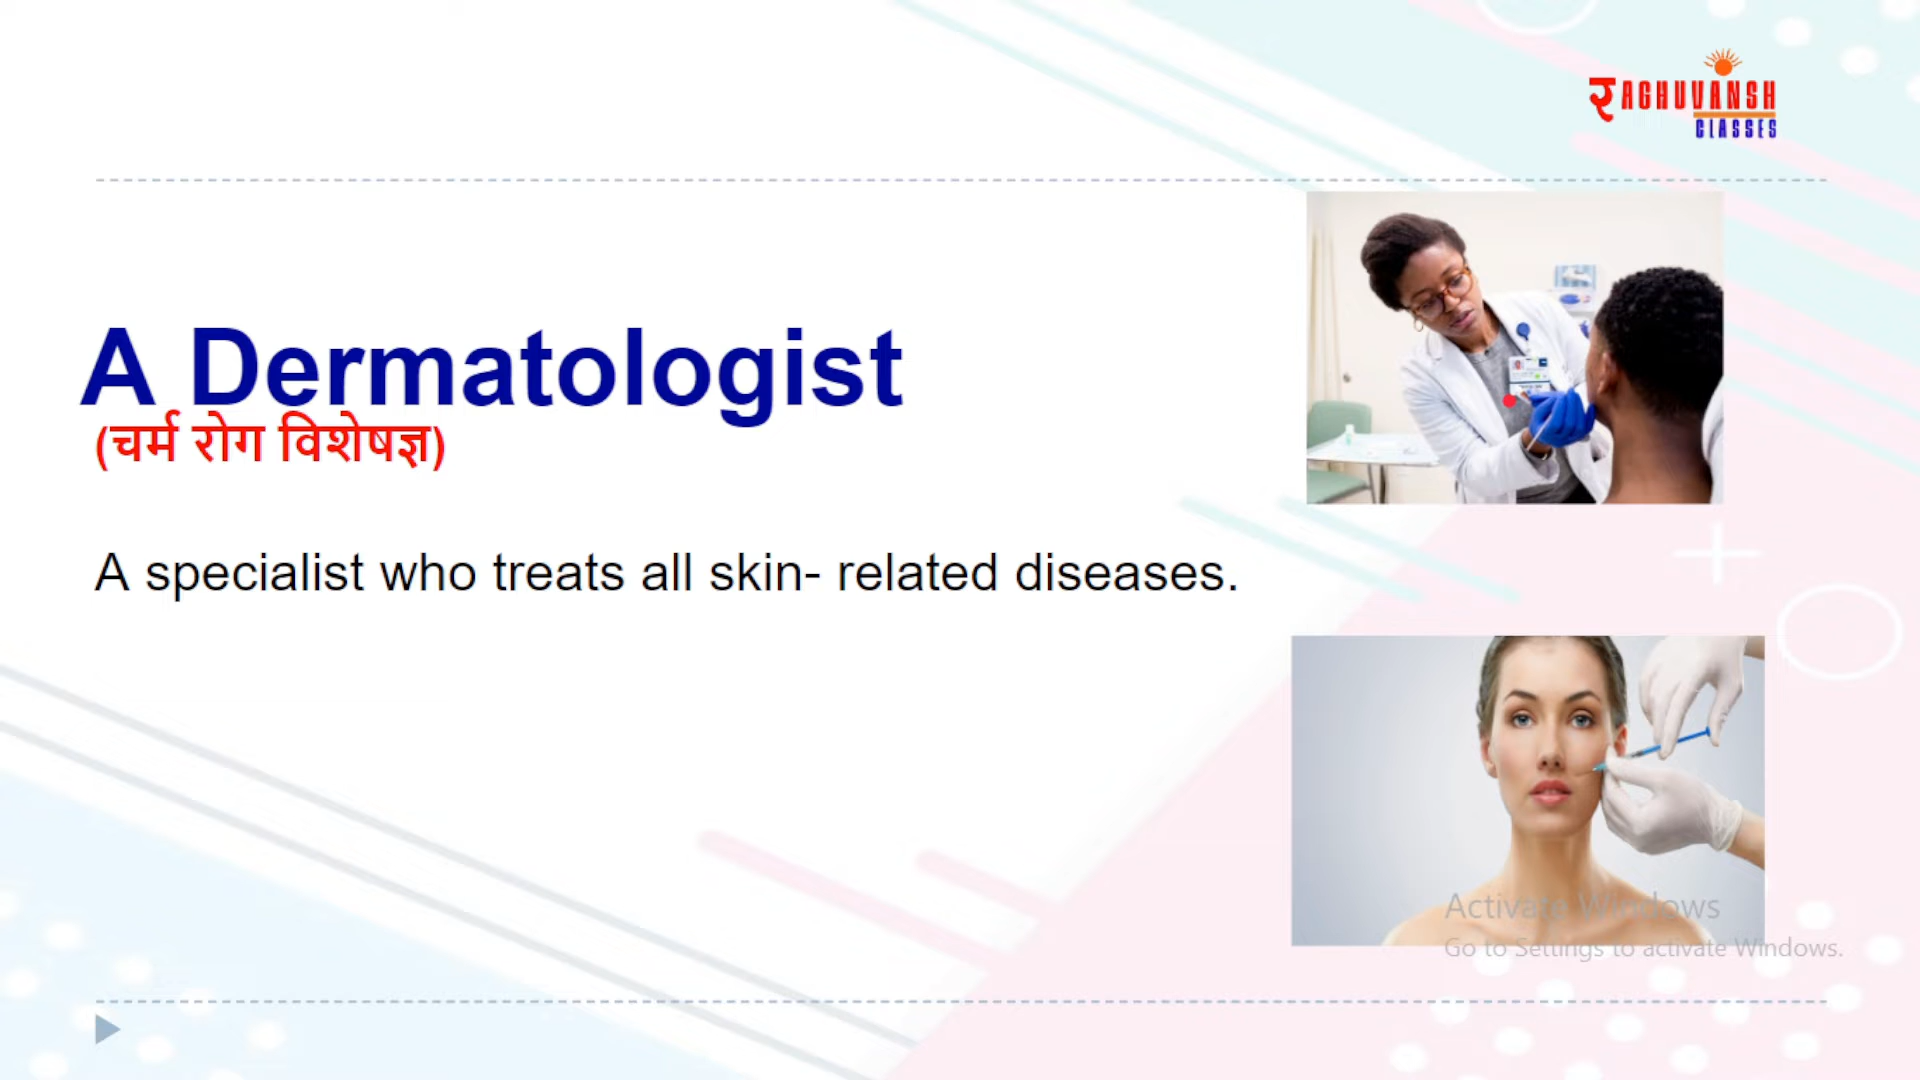 रAGHUVANSH
CLASSES
A Dermatologist
(चर्म रोग विशेषज्ञ)
A specialist who treats all skin- related diseases.
Activate Windows
Go to Settings to activate Windows.